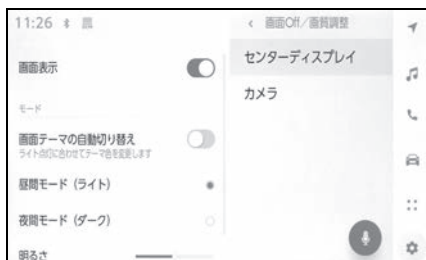 11:26
< 画面Off/画質調整
画面表示
センターディスプレイ
カメラ
モード
画面テーマの自動切り替え
ライト点灯に合わせてテーマ色を変更します
昼間モード（ライト）
夜間モード（ダーク）
明るさ